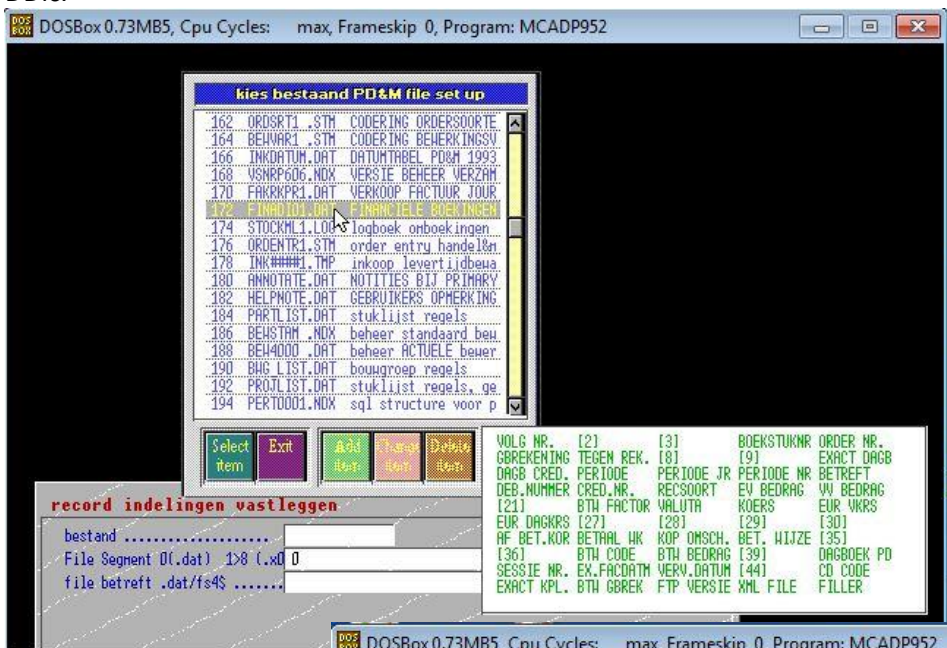 DOSBox 0.73MB5, Cpu Cycles: max, Frameskip 0, Program: MCADP952
kies bestaand PD&M file set up
162 ORDSRT1 .STM CODERING ORDERSOORTE
164 BEWVAR1 .STM CODERING BEWERKINGSV
166 INKDATUM.DAT DATUMTABEL PD&M 1993
168 VSNRP606.NDX VERSIE BEHEER VERZAM
170 FAKRKPR1.DAT VERKOOP FACTUUR JOUR
172 FINADIO1.DAT FINANCIELE BOEKINGEN
174 STOCKML1.LOG logboek omboekingen
176 ORDENTR1.STM order entry handel&m
178 INK####1.TMP inkoop levertijdbewa
180 ANNOTATE.DAT NOTITIES BIJ PRIMARY
182 HELPNOTE.DAT GEBRUIKERS OPMERKING
184 PARTLIST.DAT stuklijst regels
186 BEWSTAM .NDX beheer standaard bew
188 BEW4000 .DAT beheer ACTUELE bewer
190 BWG_LIST.DAT bouwgroep regels
192 PROJLIST.DAT stuklijst regels, ge
194 PERT0001.NDX sql structure voor p
Select item Exit Add item Change item Delete item
VOLG NR. [2] [3] BOEKSTUKNR ORDER NR.
GBREKENING TEGEN REK. [8] [9] EXACT DAGB
DAGB CRED. PERIODE PERIODE JR PERIODE NR BETREFT
DEB.NUMMER CRED.NR. RECSOORT EV BEDRAG VV BEDRAG
[21] BTW FACTOR VALUTA KOERS EUR VKRS
EUR DAGKRS [27] [28] [29] [30]
AF BET.KOR BETAAL WK KOP OMSCH. BET. WIJZE [35]
[36] BTW CODE BTW BEDRAG [39] DAGBOEK PD
SESSIE NR. EX.FACDATM VERV.DATUM [44] CD CODE
EXACT KPL. BTW GBREK FTP VERSIE XML FILE FILLER
record indelingen vastleggen
bestand ...................
File Segment 0(.dat) 1>8 (.x0 0
file betreft .dat/fs4$ .......
DOSBox 0.73MB5, Cpu Cycles: max, Frameskip 0, Program: MCADP952